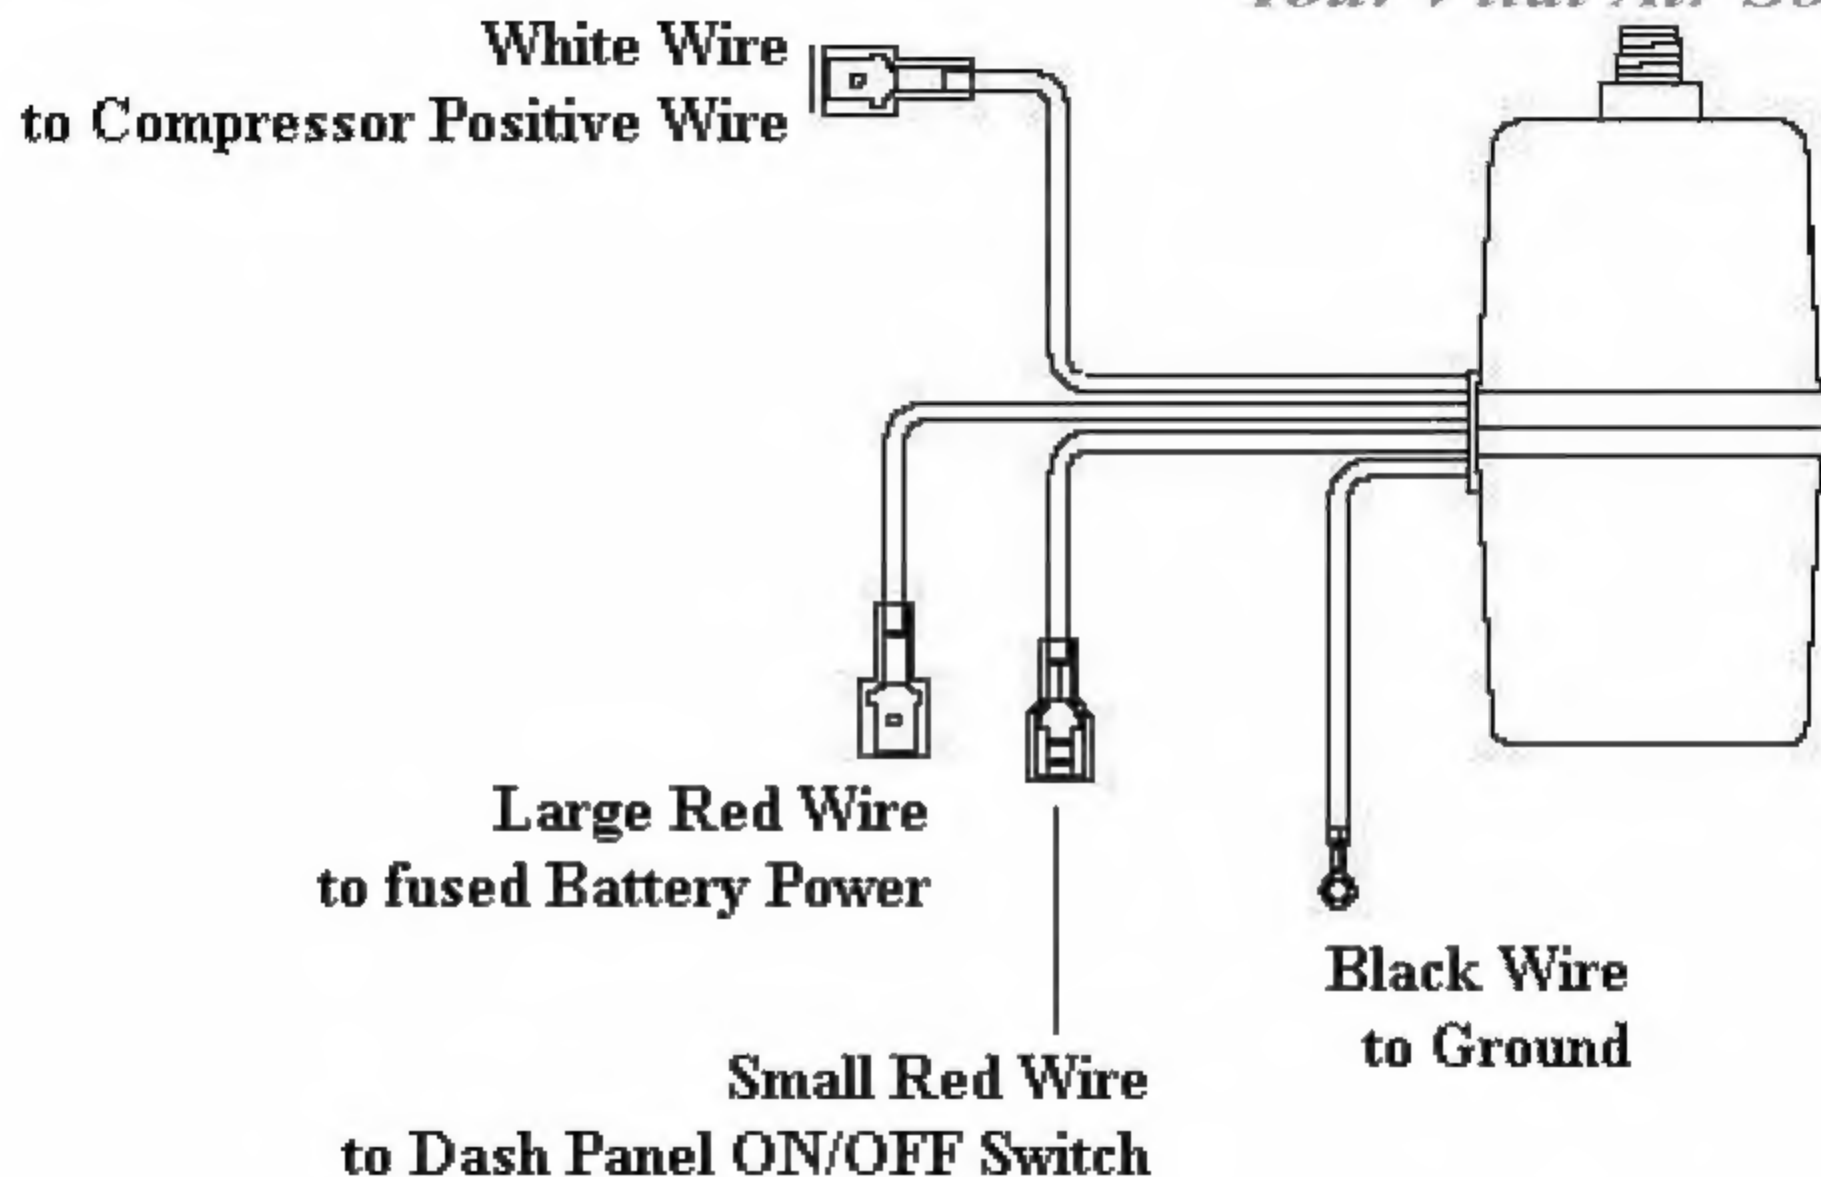 White Wire
to Compressor Positive Wire
Large Red Wire
to fused Battery Power
Black Wire
to Ground
Small Red Wire
to Dash Panel ON/OFF Switch